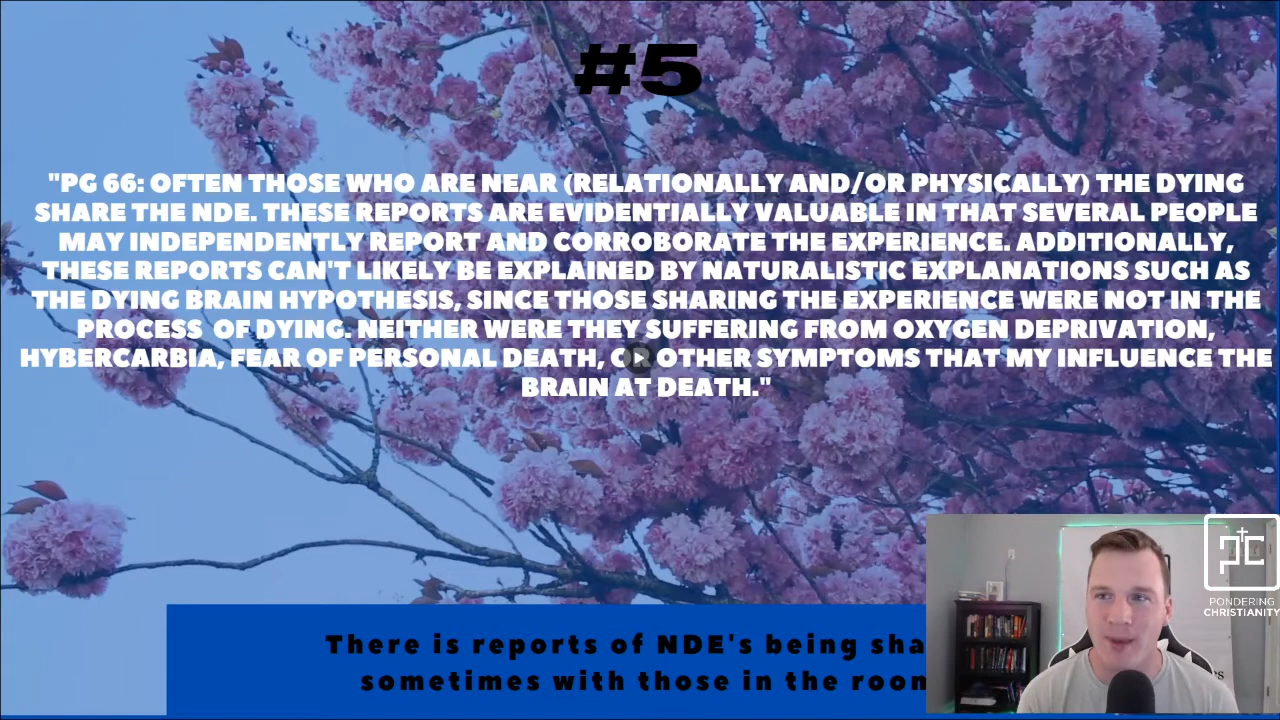 #5
"PG 66: OFTEN THOSE WHO ARE NEAR (RELATIONALLY AND/OR PHYSICALLY) THE DYING
SHARE THE NDE. THESE REPORTS ARE EVIDENTIALLY VALUABLE IN THAT SEVERAL PEOPLE
MAY INDEPENDENTLY REPORT AND CORROBORATE THE EXPERIENCE. ADDITIONALLY,
THESE REPORTS CAN'T LIKELY BE EXPLAINED BY NATURALISTIC EXPLANATIONS SUCH AS
THE DYING BRAIN HYPOTHESIS, SINCE THOSE SHARING THE EXPERIENCE WERE NOT IN THE
PROCESS OF DYING. NEITHER WERE THEY SUFFERING FROM OXYGEN DEPRIVATION,
HYBERCARBIA, FEAR OF PERSONAL DEATH, OR OTHER SYMPTOMS THAT MY INFLUENCE THE
BRAIN AT DEATH."
There is reports of NDE's being
sometimes with those in the
PC
PONDERING
CHRISTIANITY